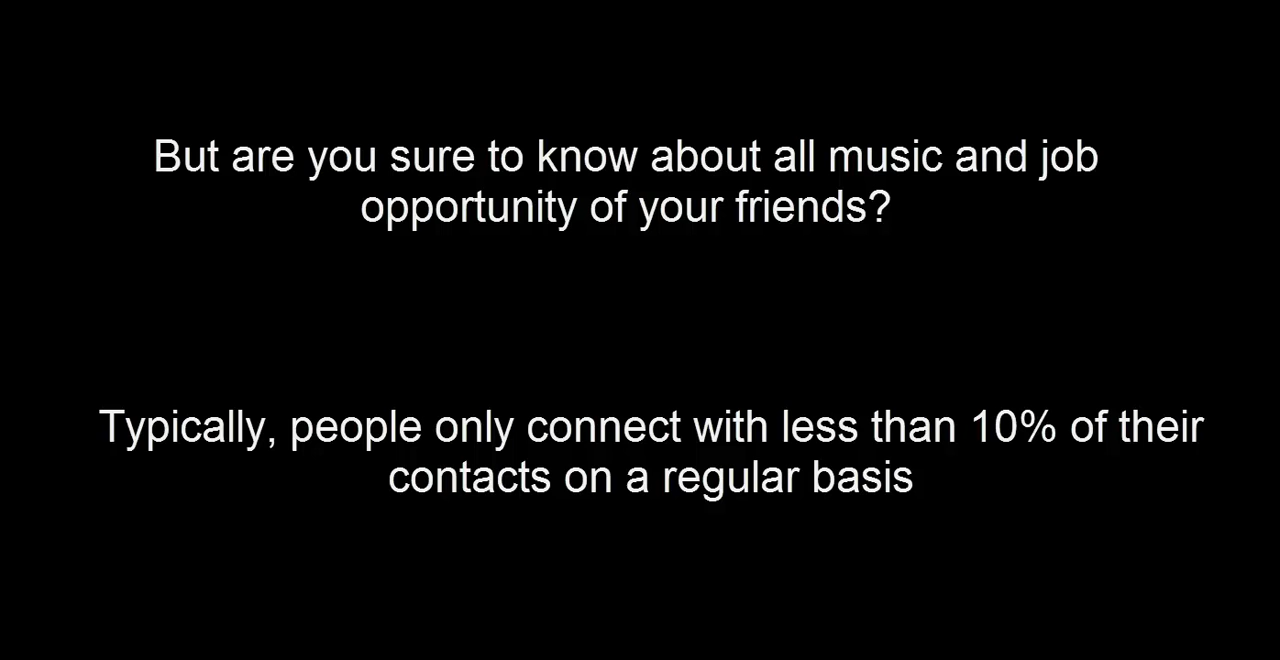 But are you sure to know about all music and job
opportunity of your friends?
Typically, people only connect with less than 10% of their
contacts on a regular basis